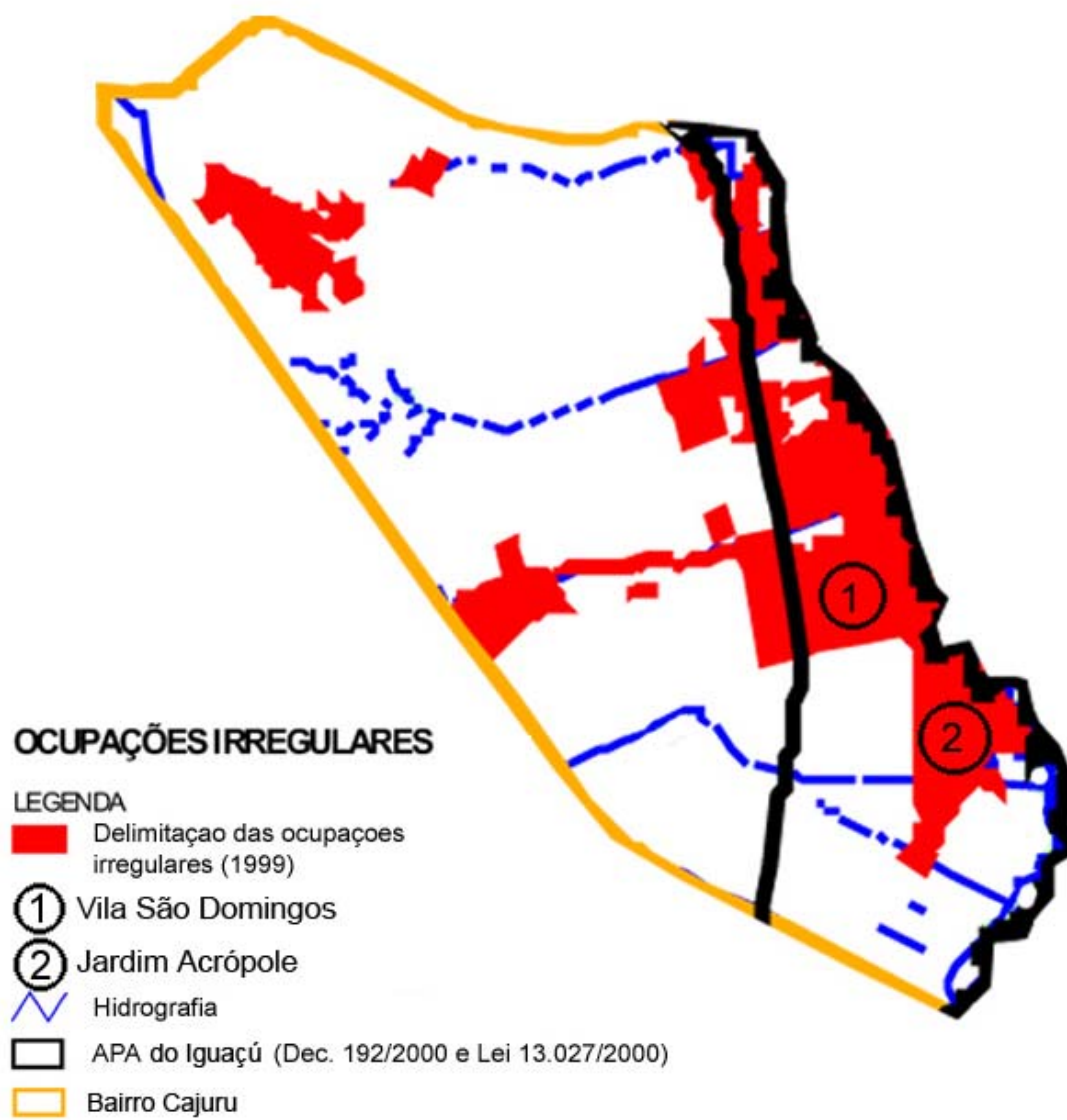 1
2
OCUPAÇÕES IRREGULARES
LEGENDA
Delimitaçao das ocupaçoes
irregulares (1999)
1 Vila São Domingos
2 Jardim Acrópole
Hidrografia
APA do Iguaçú (Dec. 192/2000 e Lei 13.027/2000)
Bairro Cajuru